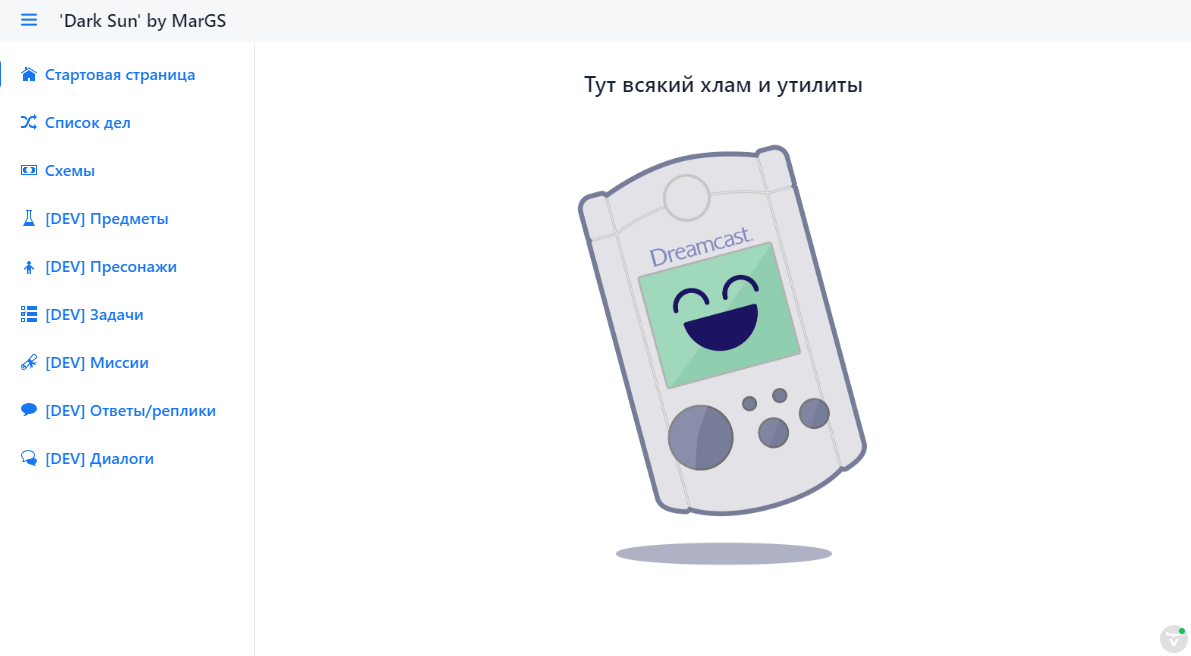 'Dark Sun' by MarGS
Стартовая страница
Список дел
Схемы
[DEV] Предметы
[DEV] Пресонажи
[DEV] Задачи
[DEV] Миссии
[DEV] Ответы/реплики
[DEV] Диалоги
Тут всякий хлам и утилиты
Dreamcast™